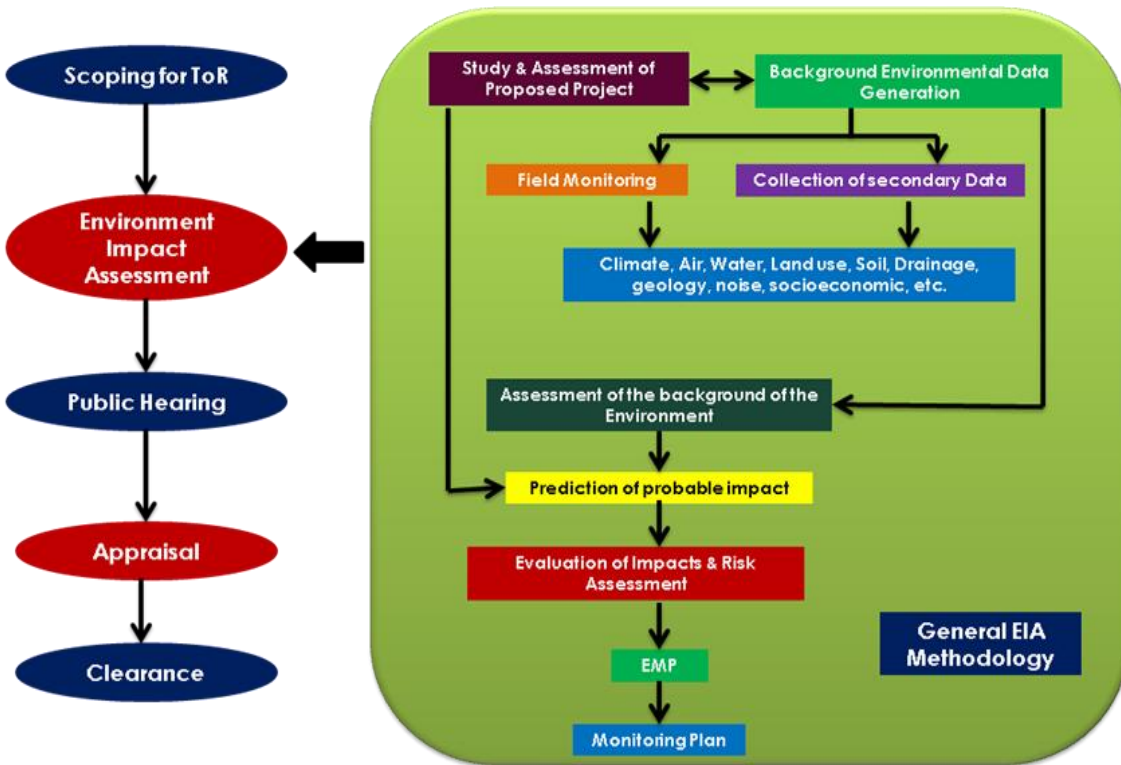 Scoping for ToR
Environment
Impact
Assessment
Public Hearing
Appraisal
Clearance
Study & Assessment of
Proposed Project
Background Environmental Data
Generation
Field Monitoring
Collection of secondary Data
Climate, Air, Water, Land use, Soil, Drainage,
geology, noise, socioeconomic, etc.
Assessment of the background of the
Environment
Prediction of probable impact
Evaluation of Impacts & Risk
Assessment
EMP
Monitoring Plan
General EIA
Methodology